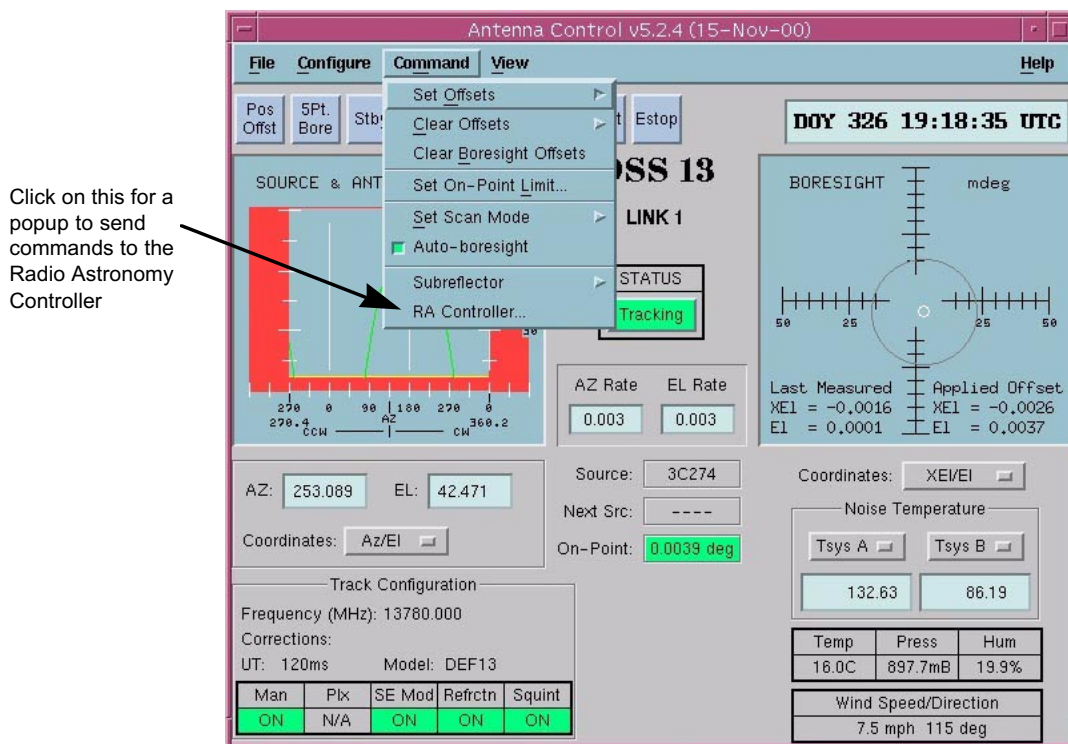 Antenna Control v5.2.4 (15-Nov-00)
File Configure Command View Help
Pos Offst
5Pt. Bore
Estop
DOY 326 19:18:35 UTC
Set Offsets
Clear Offsets
Clear Boresight Offsets
Set On-Point Limit...
Set Scan Mode
Auto-boresight
Subreflector
RA Controller...
Click on this for a
popup to send
commands to the
Radio Astronomy
Controller
SOURCE &
13
LINK 1
STATUS
Tracking
270 0 90 180 270 0
270.4 AZ 360.2
CCW CW
BORESIGHT mdeg
50 25 25 50
Last Measured Applied Offset
XEl = -0.0016 XEl = -0.0026
El = 0.0001 El = 0.0037
AZ Rate EL Rate
0.003 0.003
AZ: 253.089 EL: 42.471
Coordinates: Az/El
Source: 3C274
Next Src: ----
On-Point: 0.0039 deg
Coordinates: XEl/El
Noise Temperature
Tsys A Tsys B
132.63 86.19
Track Configuration
Frequency (MHz): 13780.000
Corrections:
UT: 120ms Model: DEF13
Man Plx SE Mod Refrctn Squint
ON N/A ON ON ON
Temp Press Hum
16.0C 897.7mB 19.9%
Wind Speed/Direction
7.5 mph 115 deg